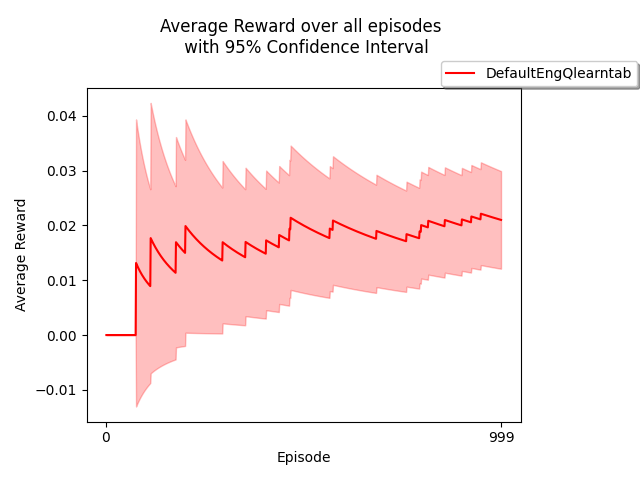 Average Reward over all episodes
with 95% Confidence Interval
DefaultEngQlearntab
0.04
0.03
0.02
0.01
0.00
−0.01
Average Reward
0 999
Episode